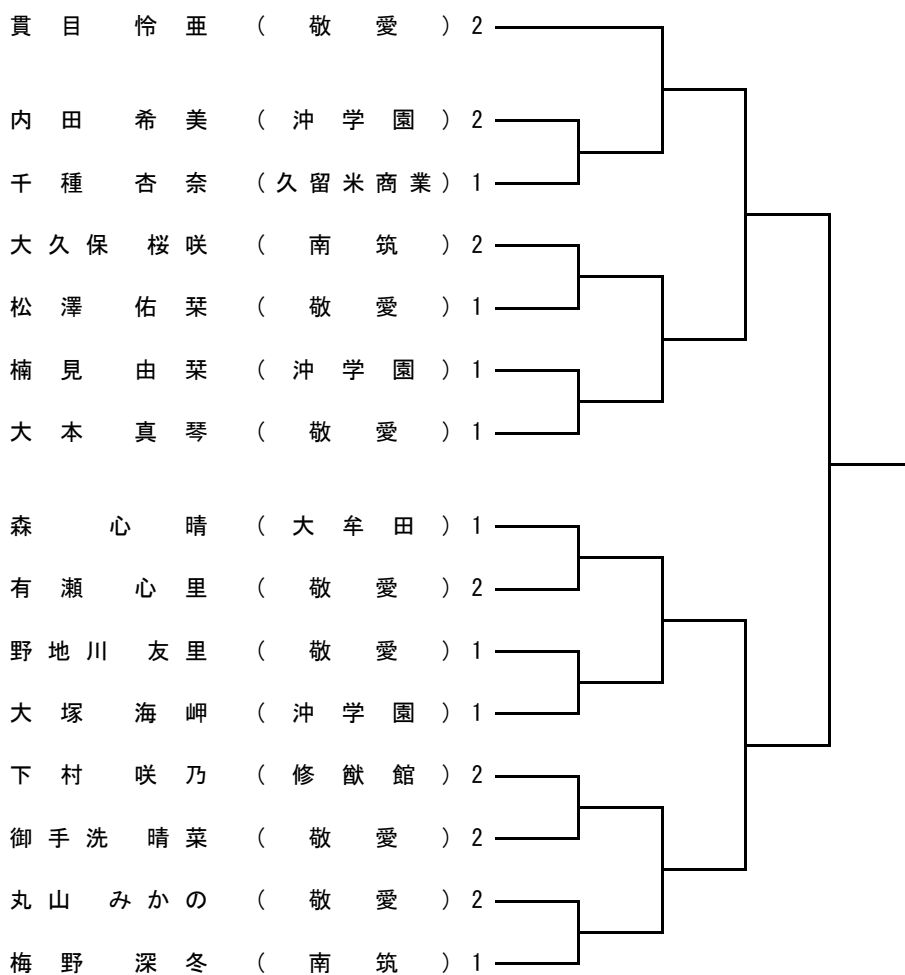 貫目 怜亜 (敬愛) 2
内田 希美 (沖学園) 2
千種 杏奈 (久留米商業) 1
大久保 桜咲 (南筑) 2
松澤 佑栞 (敬愛) 1
楠見 由栞 (沖学園) 1
大本 真琴 (敬愛) 1
森 心晴 (大牟田) 1
有瀬 心里 (敬愛) 2
野地川 友里 (敬愛) 1
大塚 海岬 (沖学園) 1
下村 咲乃 (修猷館) 2
御手洗 晴菜 (敬愛) 2
丸山 みかの (敬愛) 2
梅野 深冬 (南筑) 1